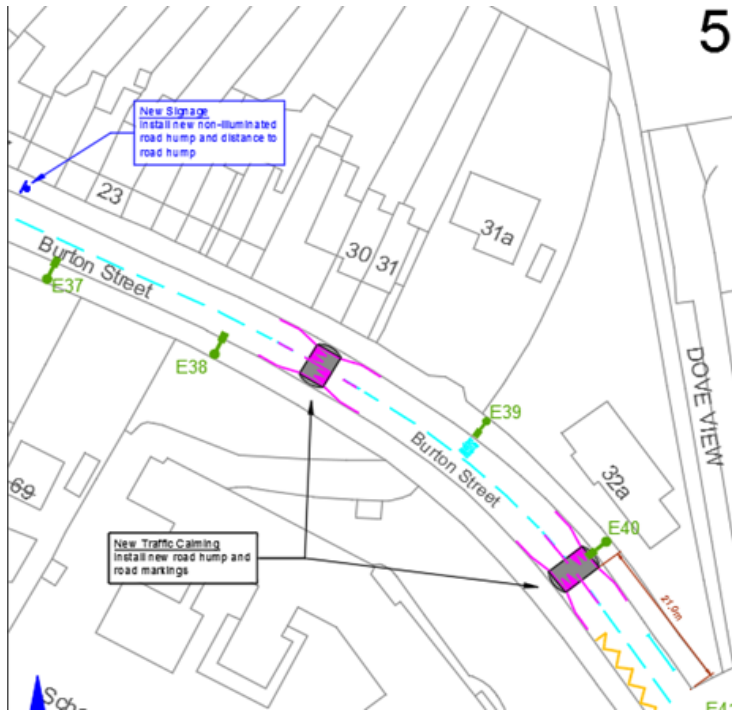 5
New Signage
Install new non-illuminated
road hump and distance to
road hump
23
Burton Street
E37
30
31
31a
E38
E39
Burton Street
DOVE VIEW
32a
69
E40
New Traffic Calming
Install new road hump and
road markings
21.9m